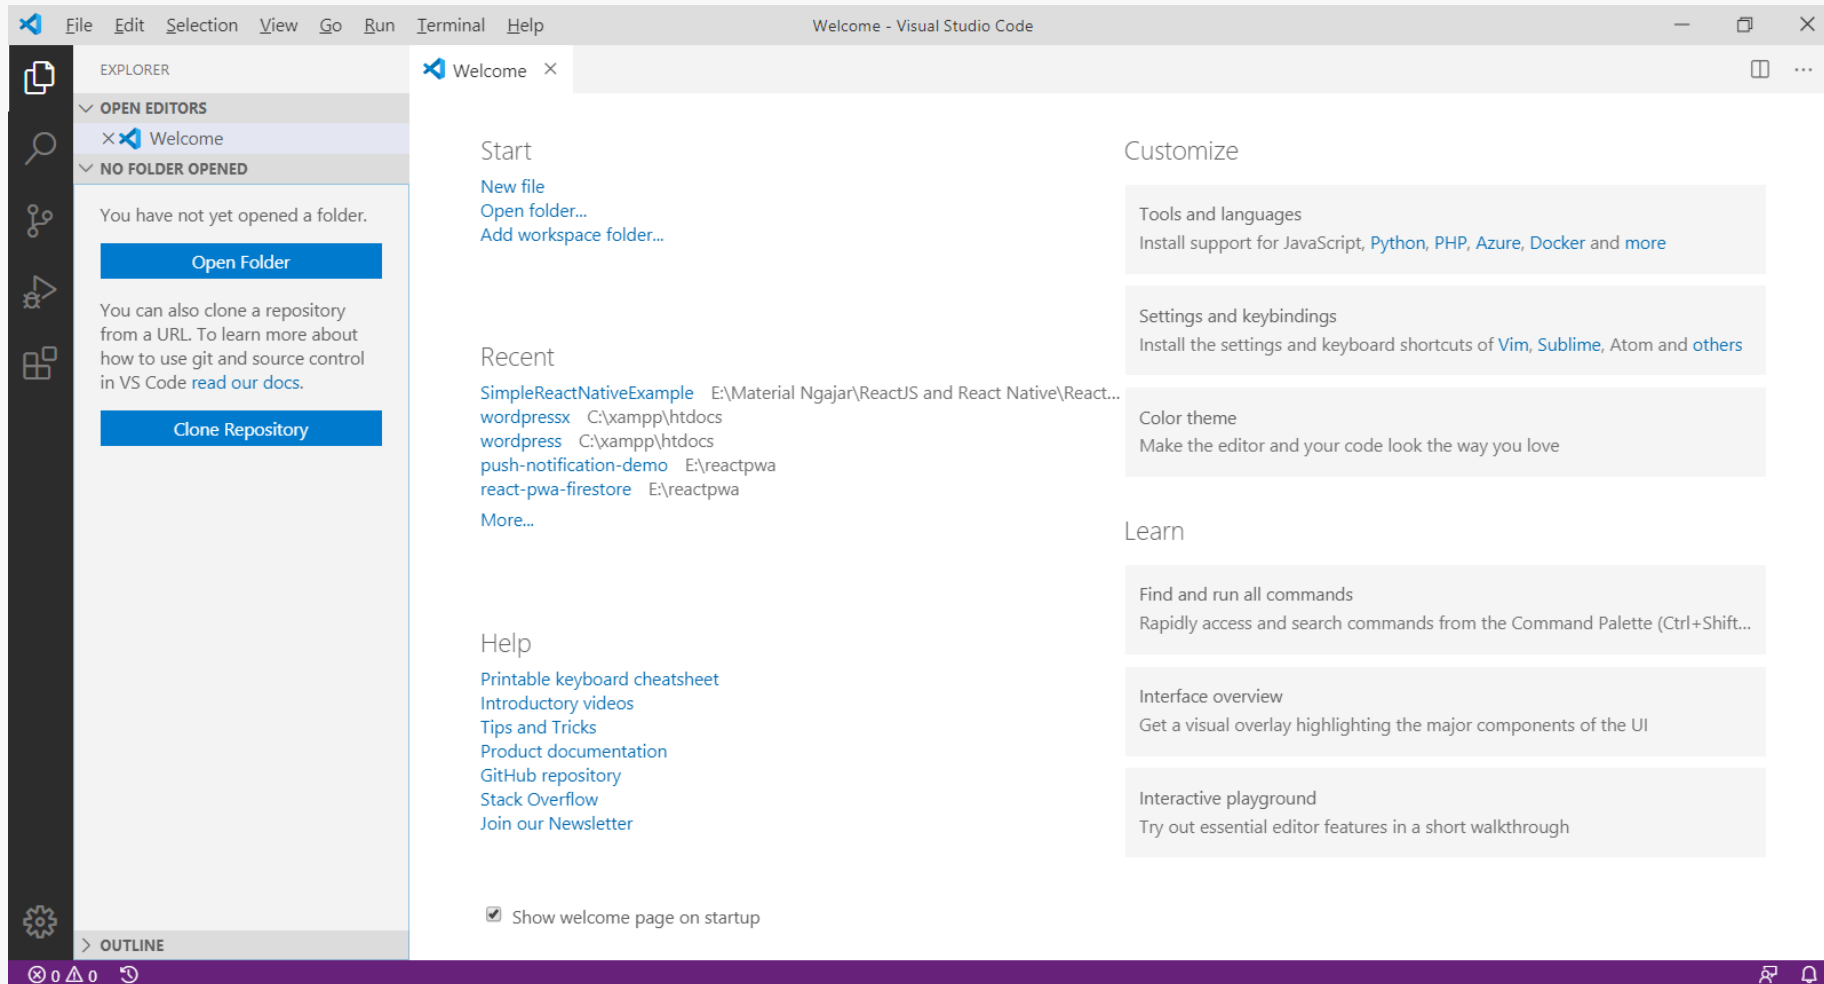 File Edit Selection View Go Run Terminal Help
Welcome - Visual Studio Code
EXPLORER
OPEN EDITORS
Welcome
NO FOLDER OPENED
You have not yet opened a folder.
Open Folder
You can also clone a repository
from a URL. To learn more about
how to use git and source control
in VS Code read our docs.
Clone Repository
OUTLINE
Welcome
Start
New file
Open folder...
Add workspace folder...
Recent
SimpleReactNativeExample E:\Material Ngajar\ReactJS and React Native\React...
wordpressx C:\xampp\htdocs
wordpress C:\xampp\htdocs
push-notification-demo E:\reactpwa
react-pwa-firestore E:\reactpwa
More...
Help
Printable keyboard cheatsheet
Introductory videos
Tips and Tricks
Product documentation
GitHub repository
Stack Overflow
Join our Newsletter
Show welcome page on startup
Customize
Tools and languages
Install support for JavaScript, Python, PHP, Azure, Docker and more
Settings and keybindings
Install the settings and keyboard shortcuts of Vim, Sublime, Atom and others
Color theme
Make the editor and your code look the way you love
Learn
Find and run all commands
Rapidly access and search commands from the Command Palette (Ctrl+Shift...
Interface overview
Get a visual overlay highlighting the major components of the UI
Interactive playground
Try out essential editor features in a short walkthrough
0 0